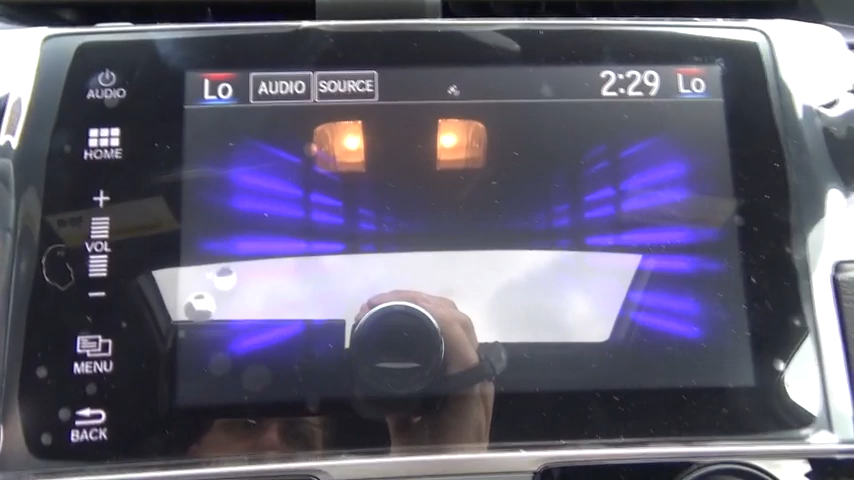 Lo AUDIO SOURCE 2:29 Lo
AUDIO
HOME
+
VOL
−
MENU
BACK